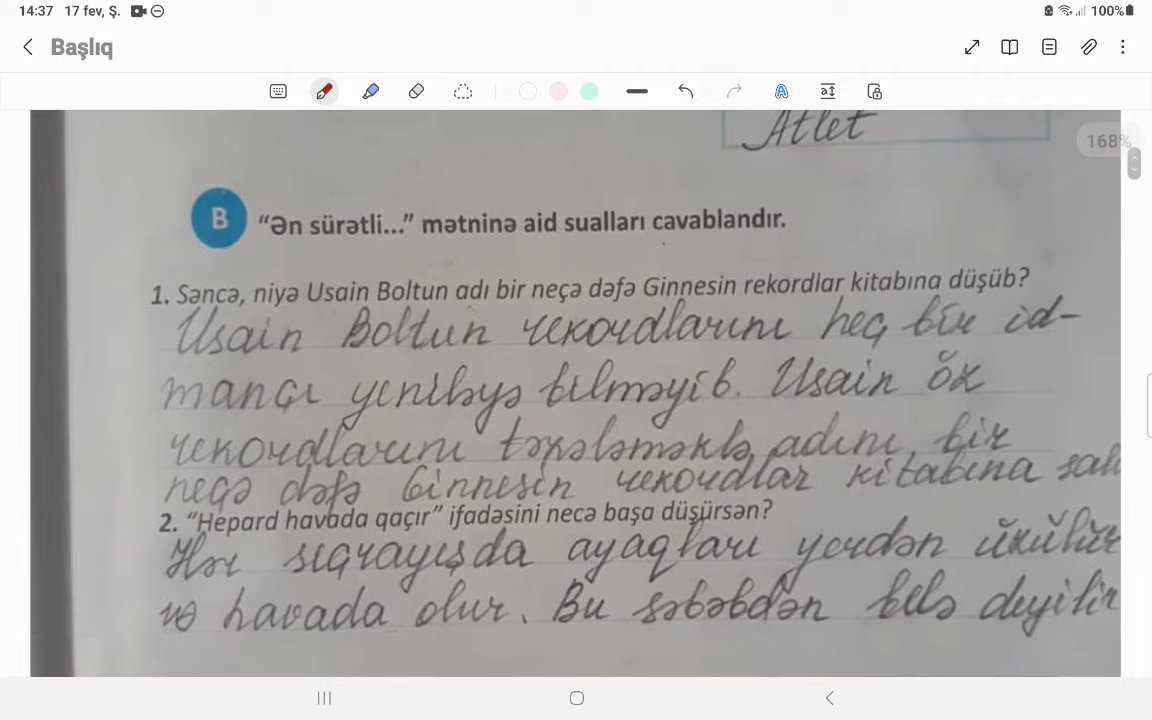 14:37 17 fev, Ş. 100%
Başlıq
Atlet
168%
B "Ən sürətli..." mətninə aid sualları cavablandır.
1. Səncə, niyə Usain Boltun adı bir neçə dəfə Ginnesin rekordlar kitabına düşüb?
Usain Boltun rekordlarını heç bir id-
mançı yeniləyə bilməyib. Usain öz
rekordlarını təzələməklə adını bir
neçə dəfə Ginnesin rekordlar kitabına sal
2. "Hepard havada qaçır" ifadəsini necə başa düşürsən?
Hər sıçrayışda ayaqları yerdən üzülür
və havada olur. Bu səbəbdən belə deyilir